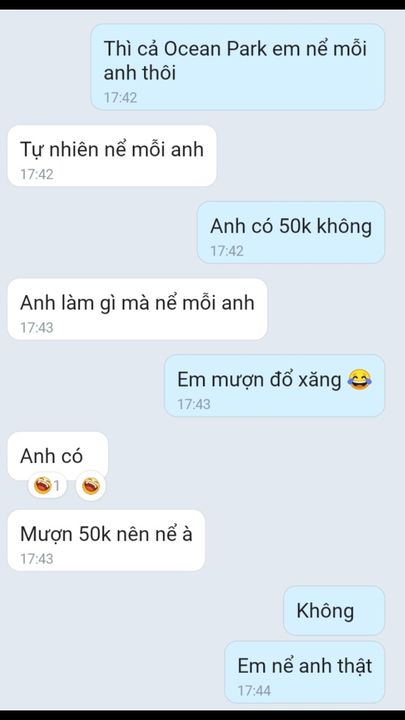 Thì cả Ocean Park em nể mỗi
anh thôi
17:42
Tự nhiên nể mỗi anh
17:42
Anh có 50k không
17:42
Anh làm gì mà nể mỗi anh
17:43
Em mượn đổ xăng 😂
17:43
Anh có
1
Mượn 50k nên nể à
17:43
Không
Em nể anh thật
17:44